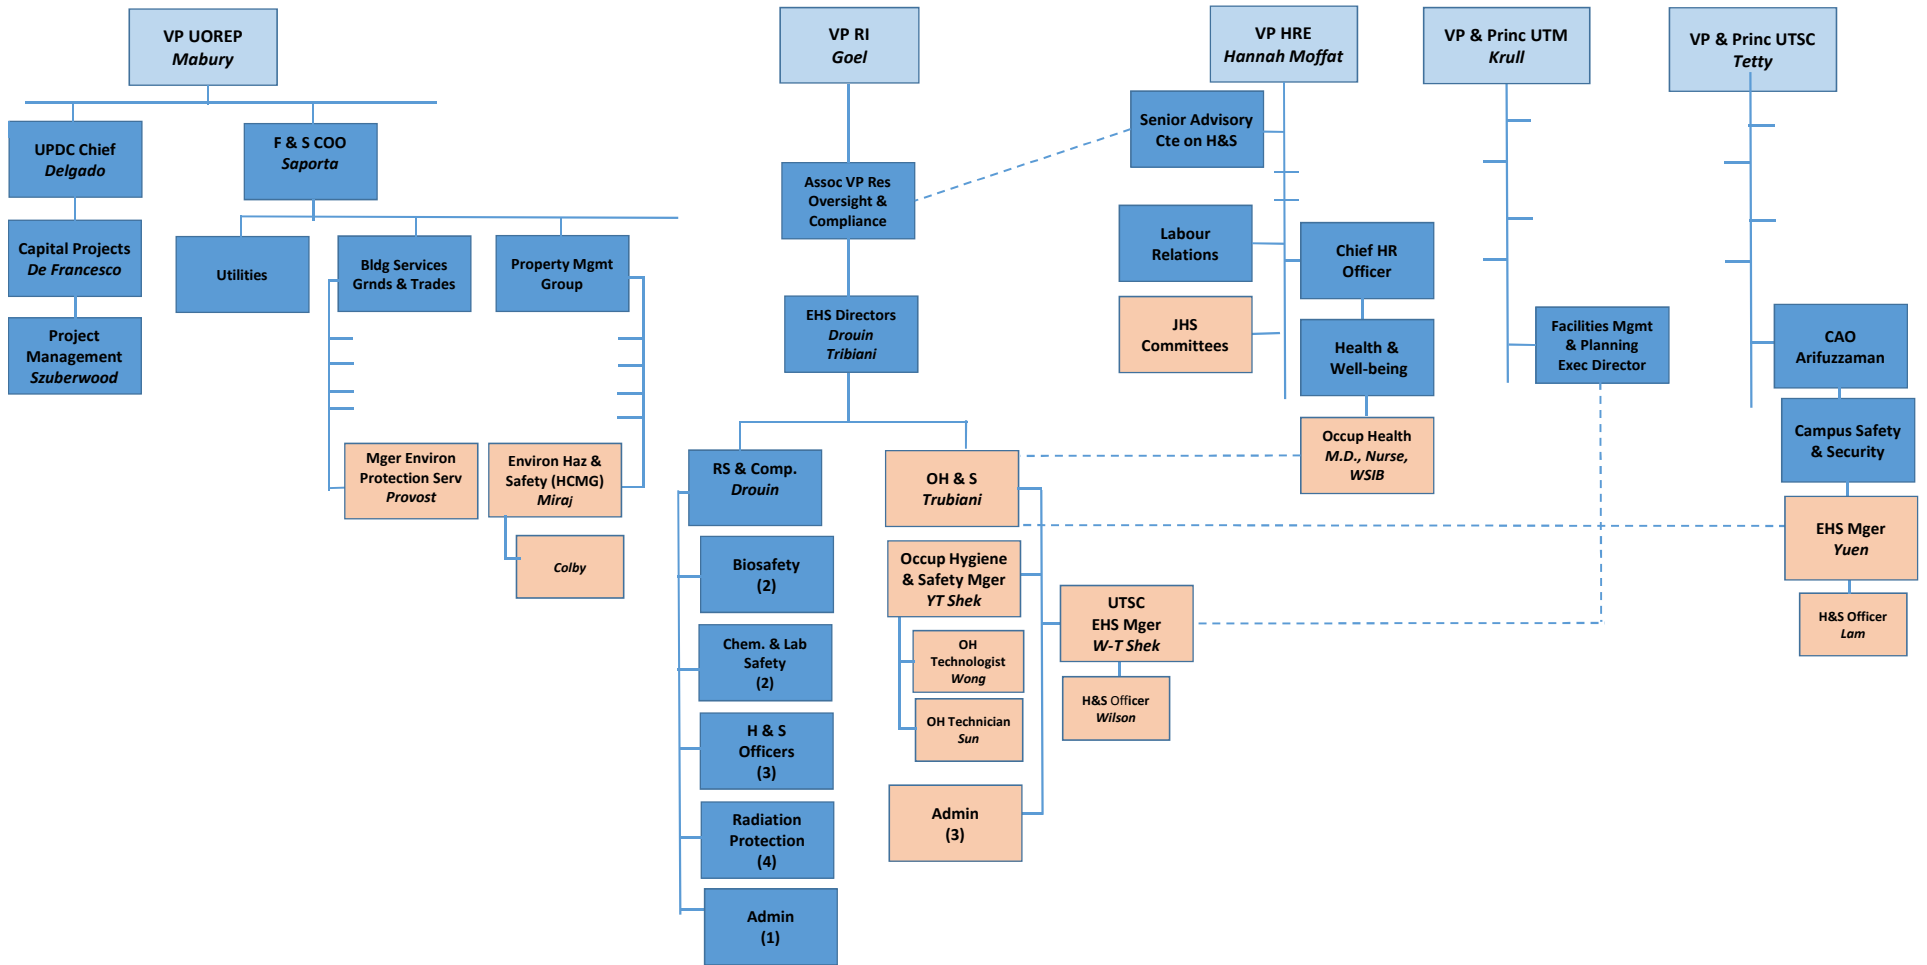 VP UOREP
Mabury
VP RI
Goel
VP HRE
Hannah Moffat
VP & Princ UTM
Krull
VP & Princ UTSC
Tetty
UPDC Chief
Delgado
F & S COO
Saporta
Senior Advisory
Cte on H&S
Assoc VP Res
Oversight &
Compliance
Capital Projects
De Francesco
Utilities
Bldg Services
Grnds & Trades
Property Mgmt
Group
Labour
Relations
Chief HR
Officer
Project
Management
Szuberwood
EHS Directors
Drouin
Tribiani
JHS
Committees
Health &
Well-being
Facilities Mgmt
& Planning
Exec Director
CAO
Arifuzzaman
Mger Environ
Protection Serv
Provost
Environ Haz &
Safety (HCMG)
Miraj
Colby
RS & Comp.
Drouin
OH & S
Trubiani
Occup Health
M.D., Nurse,
WSIB
Campus Safety
& Security
EHS Mger
Yuen
H&S Officer
Lam
Biosafety
(2)
Occup Hygiene
& Safety Mger
YT Shek
UTSC
EHS Mger
W-T Shek
H&S Officer
Wilson
Chem. & Lab
Safety
(2)
OH
Technologist
Wong
OH Technician
Sun
H & S
Officers
(3)
Radiation
Protection
(4)
Admin
(3)
Admin
(1)